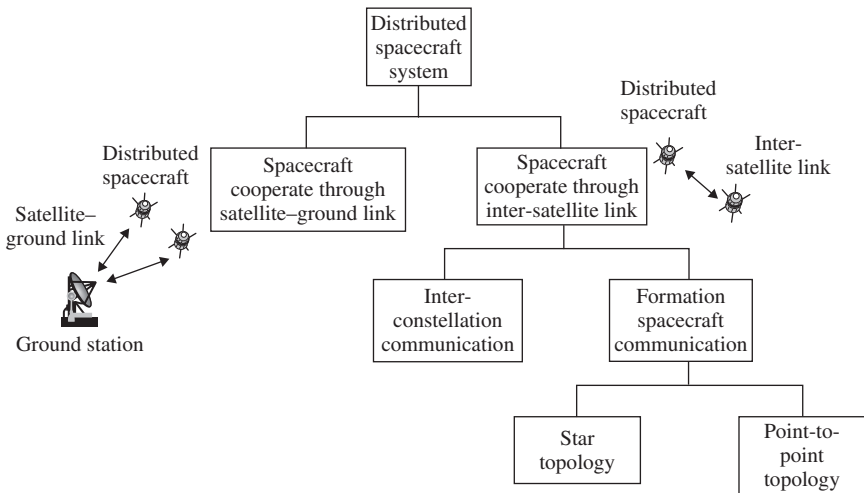 Distributed
spacecraft
system
Distributed
spacecraft
Inter-
satellite link
Distributed
spacecraft
Satellite–
ground link
Ground station
Spacecraft
cooperate through
satellite–ground link
Spacecraft
cooperate through
inter-satellite link
Inter-
constellation
communication
Formation
spacecraft
communication
Star
topology
Point-to-
point
topology